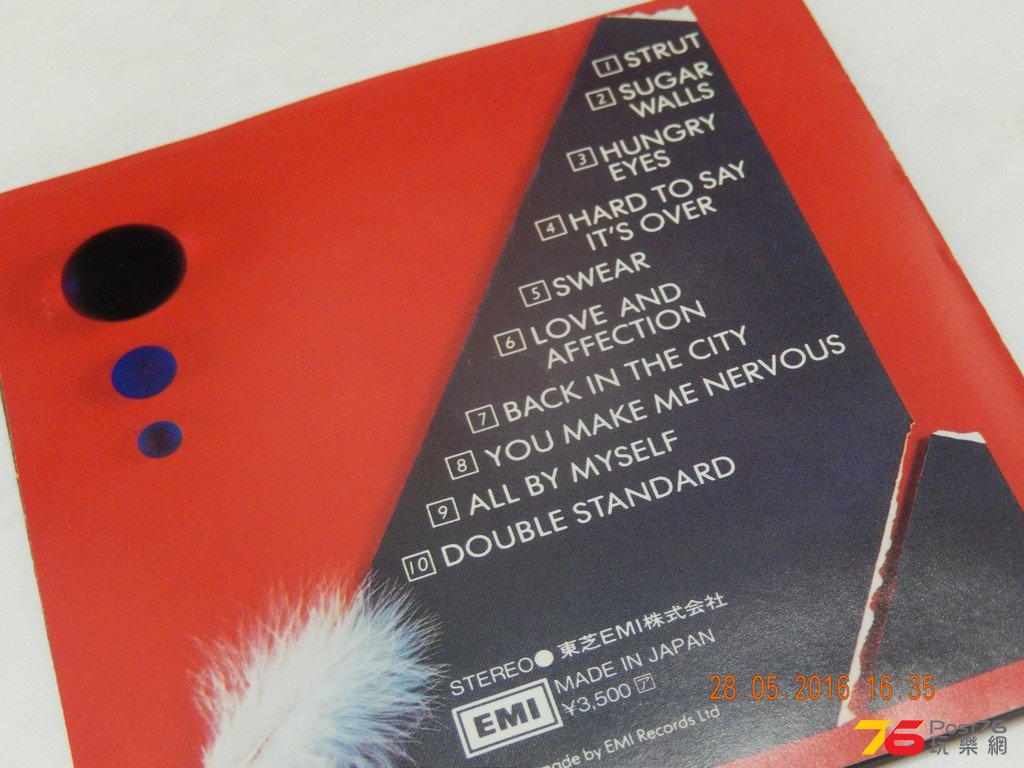 1 STRUT
2 SUGAR
WALLS
3 HUNGRY
EYES
4 HARD TO SAY
IT'S OVER
5 SWEAR
6 LOVE AND
AFFECTION
7 BACK IN THE CITY
8 YOU MAKE ME NERVOUS
9 ALL BY MYSELF
10 DOUBLE STANDARD
STEREO● 東芝EMI株式会社
EMI MADE IN JAPAN
¥3,500 ア
made by EMI Records Ltd
28.05.2016 16:35
76 Post76
玩樂網